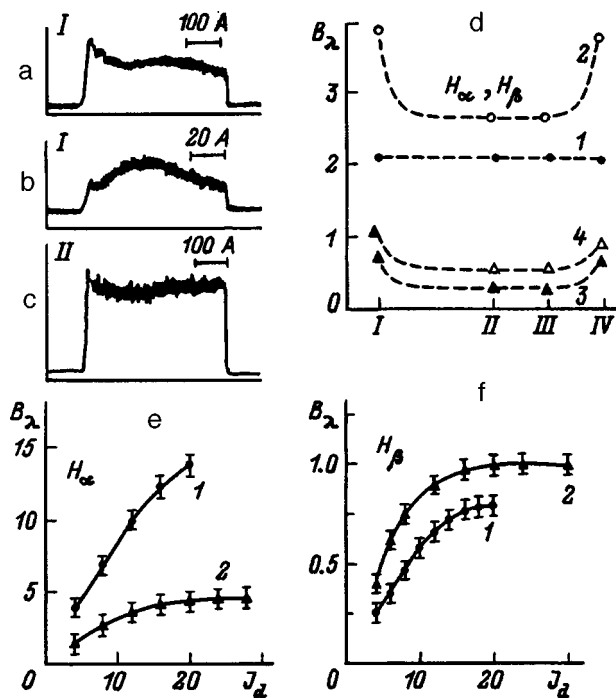 I 100 A
a
I 20 A
b
II 100 A
c
d
B_λ
3
2
1
0
H_α , H_β
2
1
4
3
I II III IV
e
B_λ
15
10
5
0
H_α
1
2
10 20 J_d
f
B_λ
1.0
0.5
0
H_β
2
1
10 20 J_d